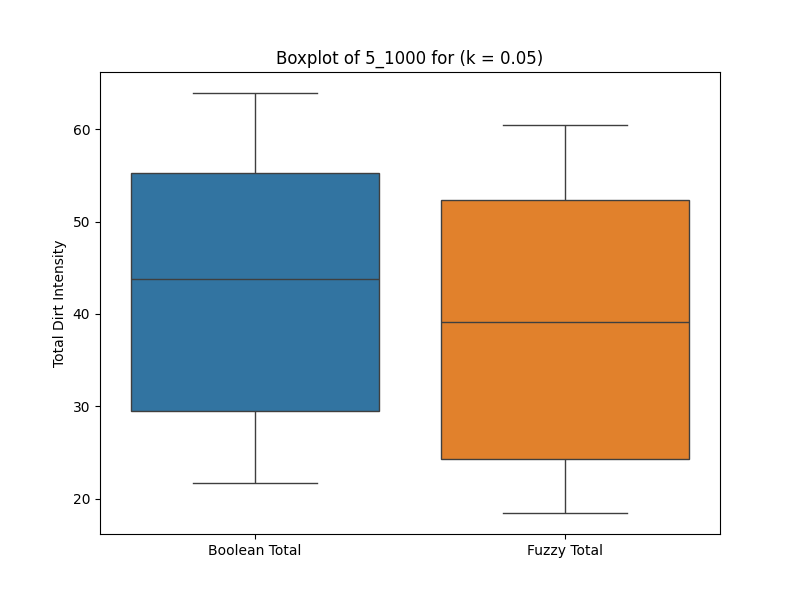 Boxplot of 5_1000 for (k = 0.05)
Total Dirt Intensity
60
50
40
30
20
Boolean Total
Fuzzy Total